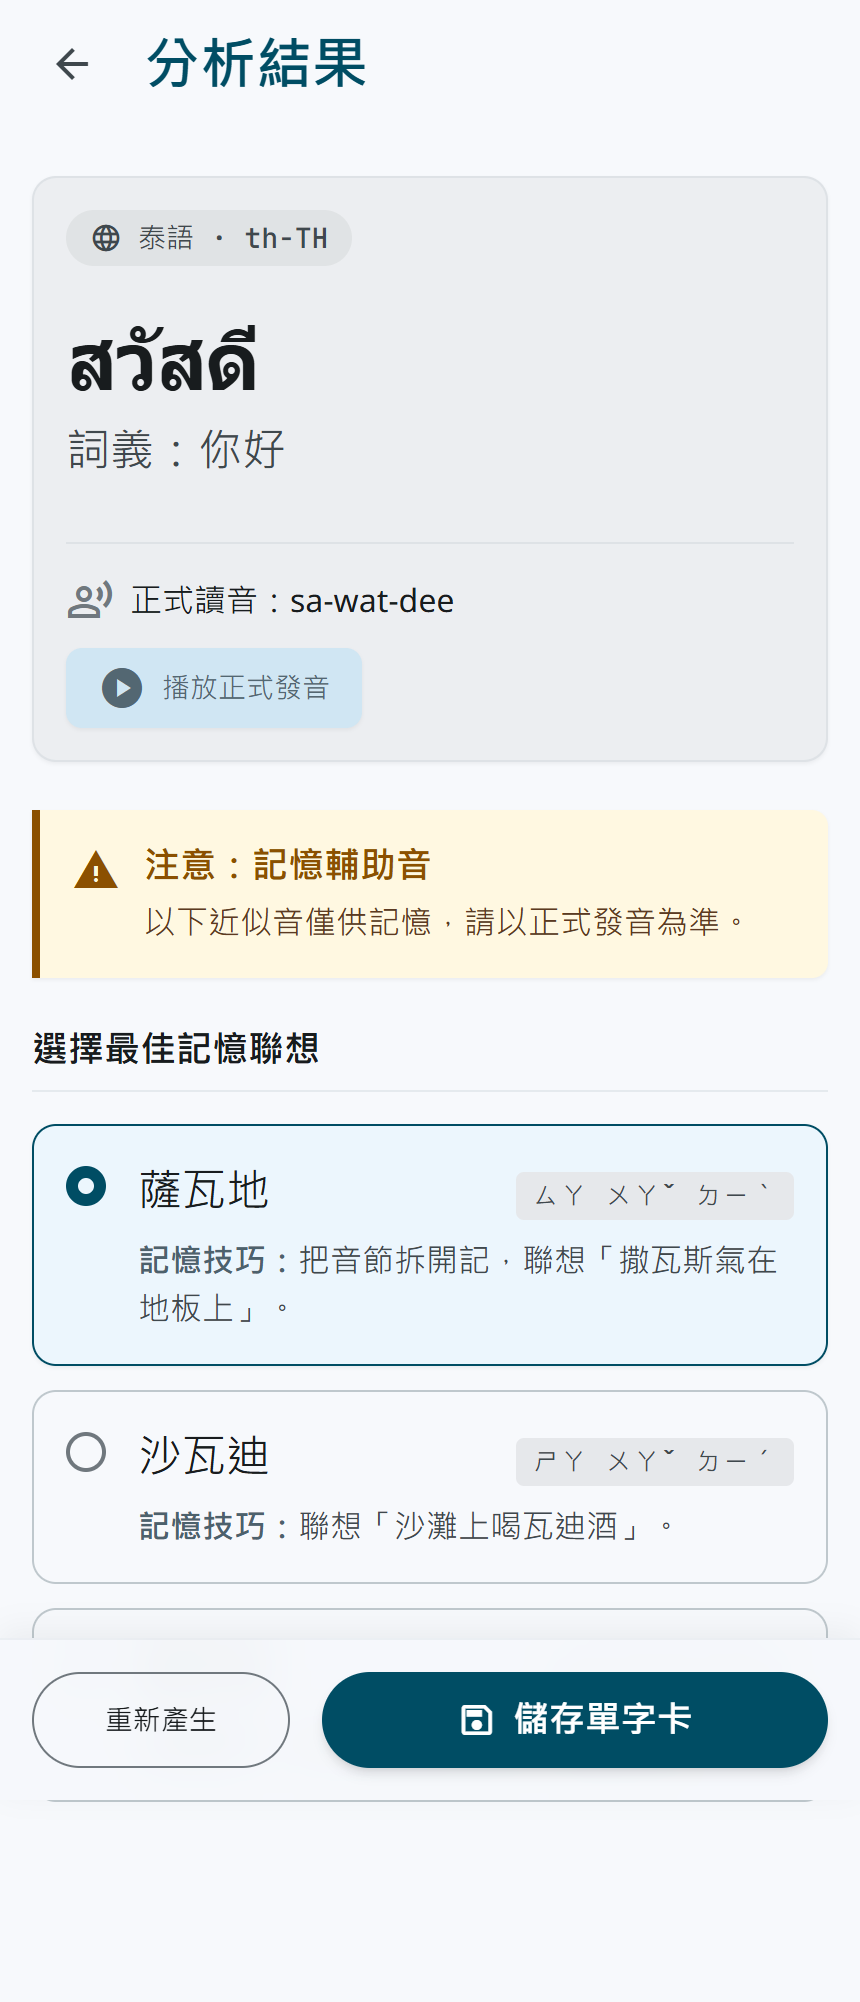 分析結果
泰語 · th-TH
สวัสดี
詞義：你好
正式讀音：sa-wat-dee
播放正式發音
注意：記憶輔助音
以下近似音僅供記憶，請以正式發音為準。
選擇最佳記憶聯想
薩瓦地
ㄙㄚ ㄨㄚˇ ㄉㄧˋ
記憶技巧：把音節拆開記，聯想「撒瓦斯氣在
地板上」。
沙瓦迪
ㄕㄚ ㄨㄚˇ ㄉㄧˊ
記憶技巧：聯想「沙灘上喝瓦迪酒」。
重新產生
儲存單字卡